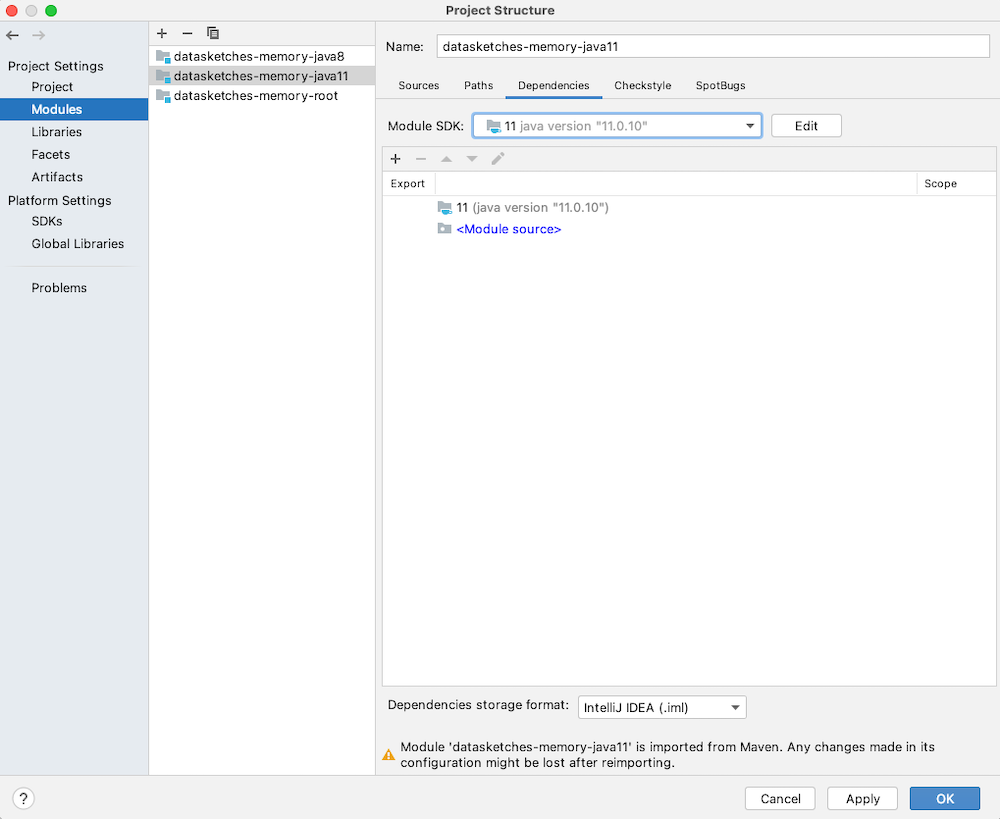 Project Structure
Project Settings
Project
Modules
Libraries
Facets
Artifacts
Platform Settings
SDKs
Global Libraries
Problems
datasketches-memory-java8
datasketches-memory-java11
datasketches-memory-root
Name: datasketches-memory-java11
Sources Paths Dependencies Checkstyle SpotBugs
Module SDK: 11 java version "11.0.10" Edit
Export Scope
11 (java version "11.0.10")
<Module source>
Dependencies storage format: IntelliJ IDEA (.iml)
Module 'datasketches-memory-java11' is imported from Maven. Any changes made in its
configuration might be lost after reimporting.
? Cancel Apply OK